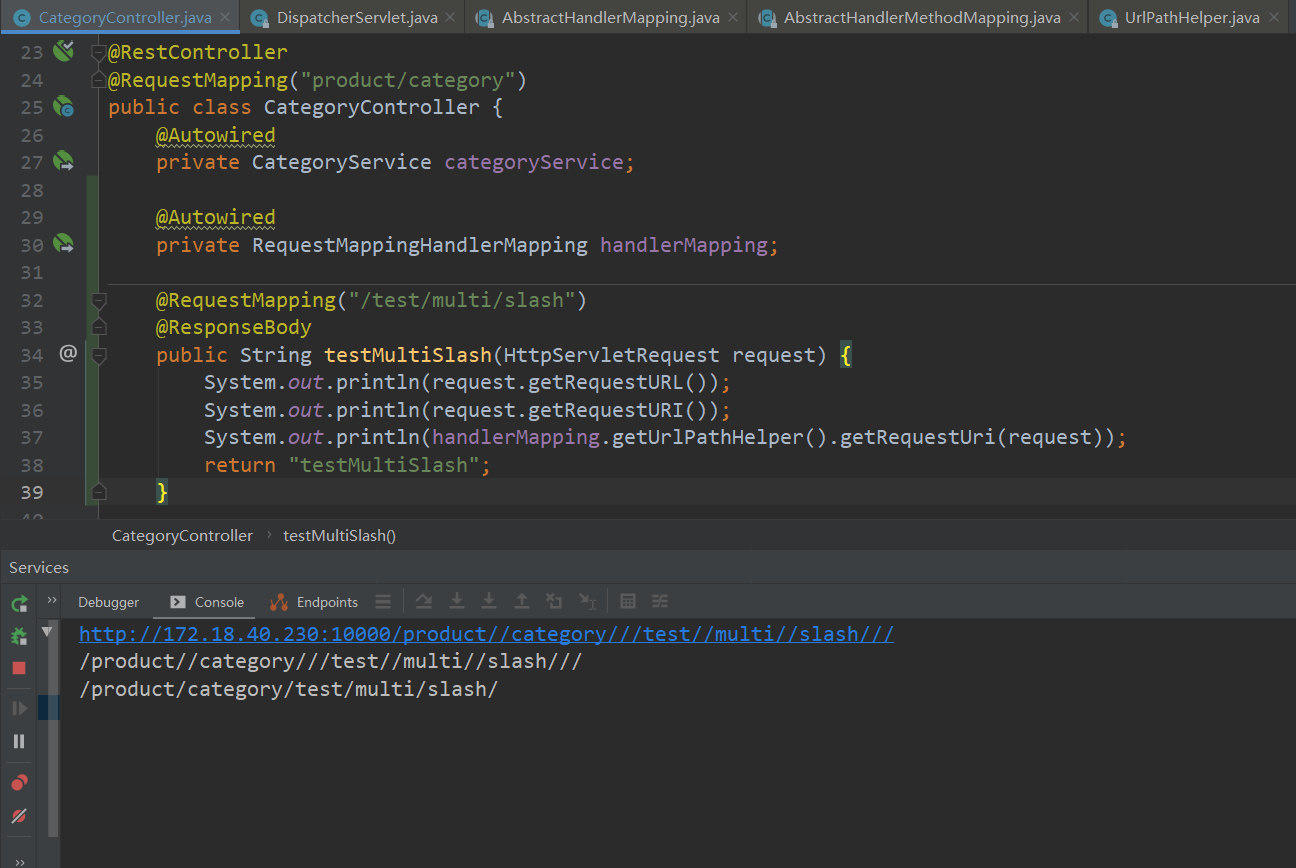 CategoryController.java
DispatcherServlet.java
AbstractHandlerMapping.java
AbstractHandlerMethodMapping.java
UrlPathHelper.java
23 @RestController
24 @RequestMapping("product/category")
25 public class CategoryController {
26 @Autowired
27 private CategoryService categoryService;
28
29 @Autowired
30 private RequestMappingHandlerMapping handlerMapping;
31
32 @RequestMapping("/test/multi/slash")
33 @ResponseBody
34 @ public String testMultiSlash(HttpServletRequest request) {
35 System.out.println(request.getRequestURL());
36 System.out.println(request.getRequestURI());
37 System.out.println(handlerMapping.getUrlPathHelper().getRequestUri(request));
38 return "testMultiSlash";
39 }
CategoryController › testMultiSlash()
Services
Debugger Console Endpoints
http://172.18.40.230:10000/product//category///test//multi//slash///
/product//category///test//multi//slash///
/product/category/test/multi/slash/